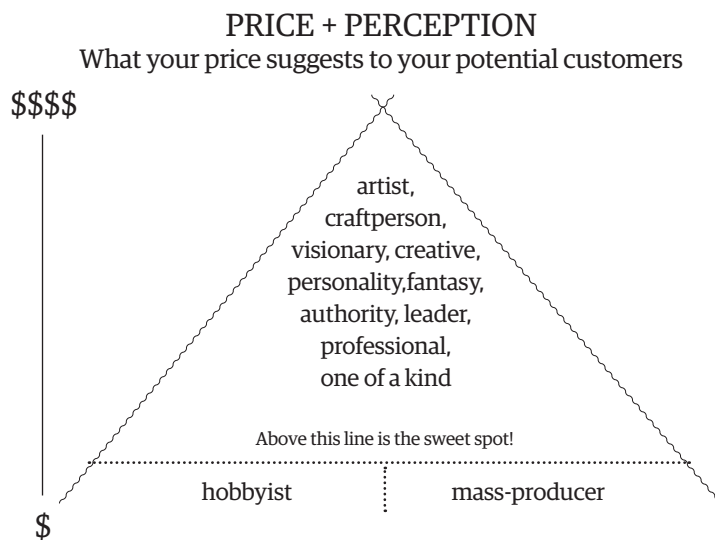 PRICE + PERCEPTION
What your price suggests to your potential customers
$$$$
artist,
craftperson,
visionary, creative,
personality,fantasy,
authority, leader,
professional,
one of a kind
Above this line is the sweet spot!
hobbyist
mass-producer
$